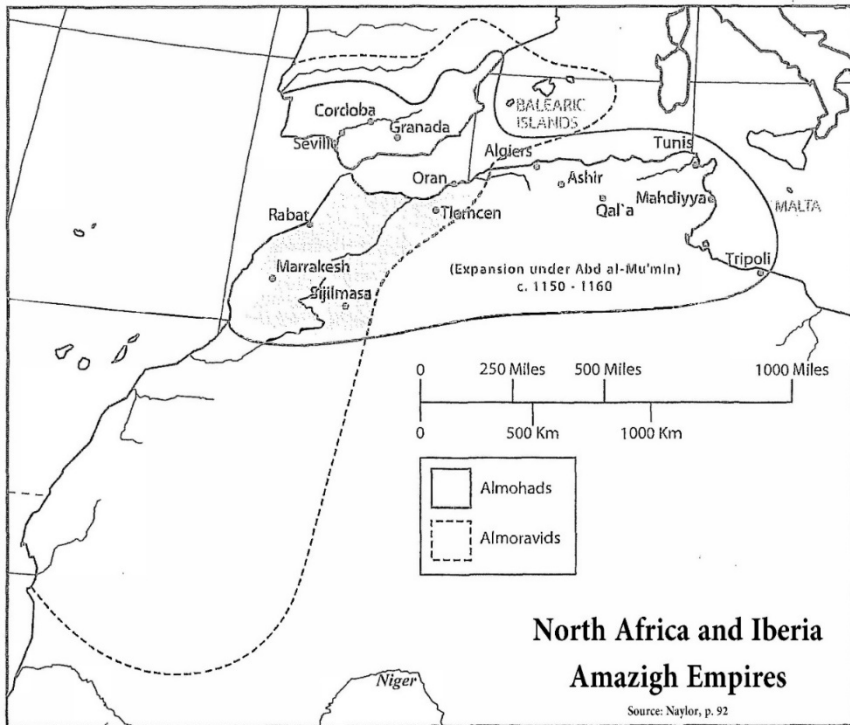 Cordoba
Granada
Seville
BALEARIC
ISLANDS
Algiers
Tunis
Oran
Ashir
Tlemcen
Qal'a
Mahdiyya
MALTA
Rabat
Tripoli
Marrakesh
(Expansion under Abd al-Mu'min)
c. 1150 - 1160
Sijilmasa
0 250 Miles 500 Miles 1000 Miles
0 500 Km 1000 Km
Almohads
Almoravids
North Africa and Iberia
Amazigh Empires
Source: Naylor, p. 92
Niger